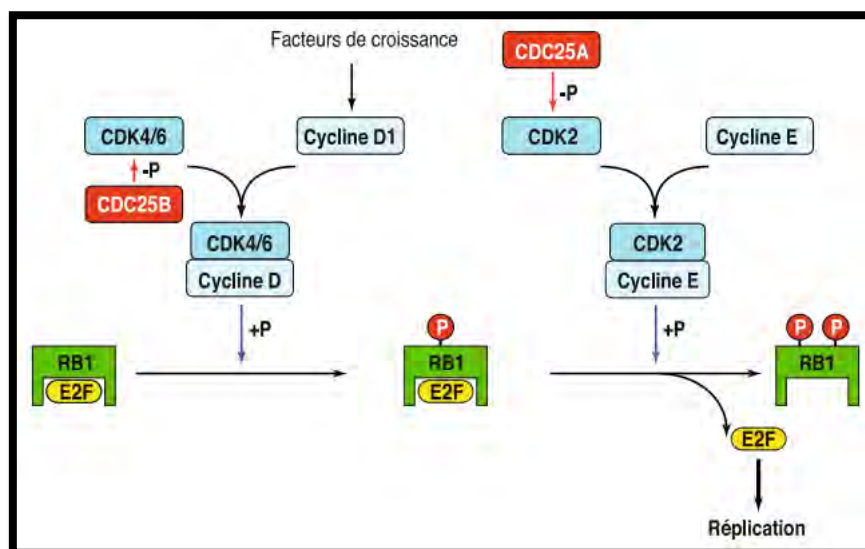 Facteurs de croissance
CDC25A
-P
CDK4/6
Cycline D1
CDK2
Cycline E
-P
CDC25B
CDK4/6
Cycline D
CDK2
Cycline E
+P
+P
P
P P
RB1
E2F
RB1
E2F
RB1
E2F
Réplication